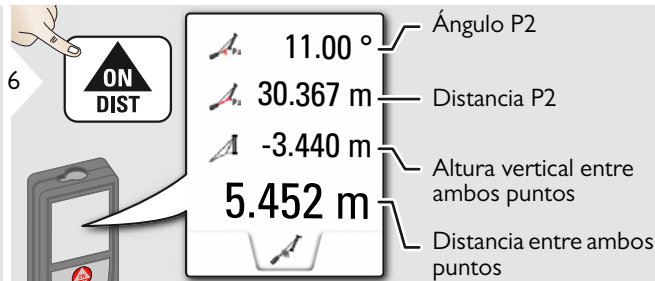 6
ON
DIST
11.00 °
Ángulo P2
30.367 m
Distancia P2
-3.440 m
Altura vertical entre
ambos puntos
5.452 m
Distancia entre ambos
puntos